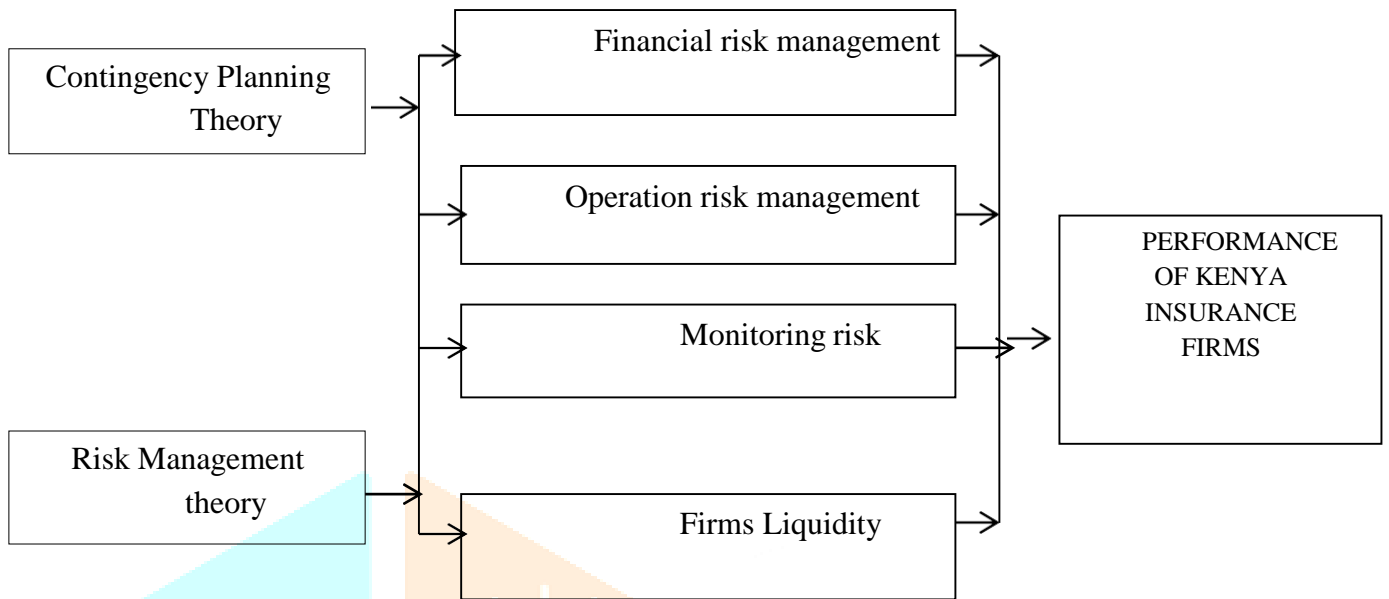 Financial risk management
Contingency Planning
Theory
Operation risk management
PERFORMANCE
OF KENYA
INSURANCE
FIRMS
Monitoring risk
Risk Management
theory
Firms Liquidity